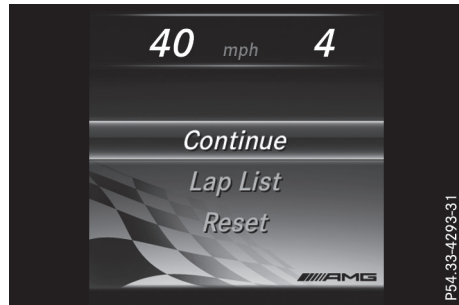 40 mph 4
Continue
Lap List
Reset
AMG
P54.33-4293-31